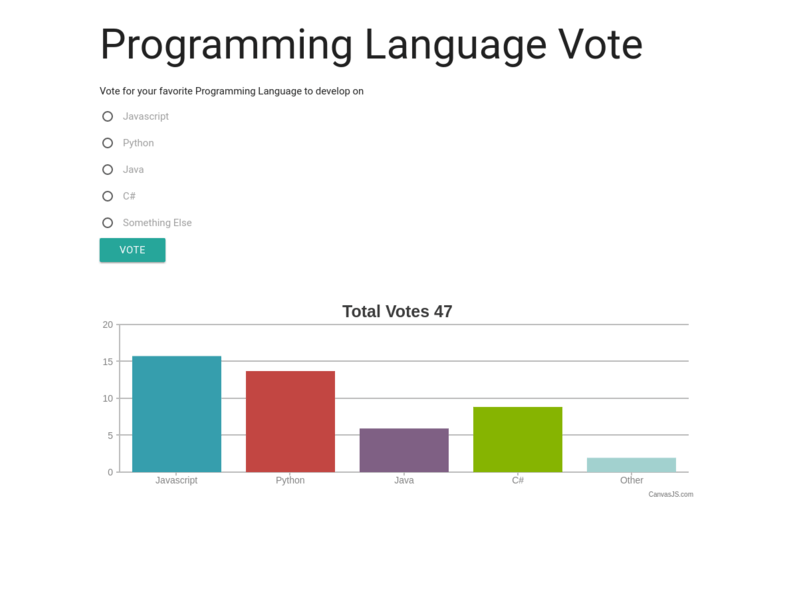 Programming Language Vote
Vote for your favorite Programming Language to develop on
Javascript
Python
Java
C#
Something Else
VOTE
Total Votes 47
20
15
10
5
0
Javascript Python Java C# Other
CanvasJS.com